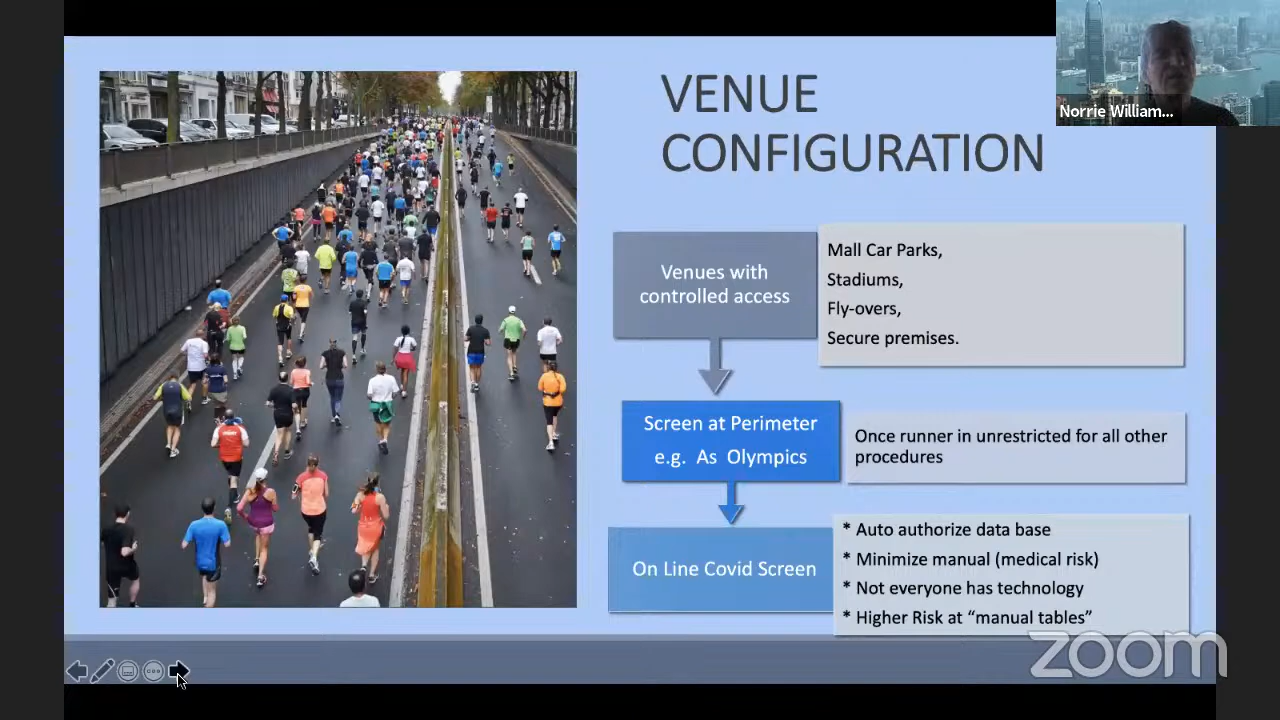 VENUE
CONFIGURATION
Norrie William...
Venues with
controlled access
Mall Car Parks,
Stadiums,
Fly-overs,
Secure premises.
Screen at Perimeter
e.g. As Olympics
Once runner in unrestricted for all other
procedures
On Line Covid Screen
* Auto authorize data base
* Minimize manual (medical risk)
* Not everyone has technology
* Higher Risk at “manual tables”
zoom